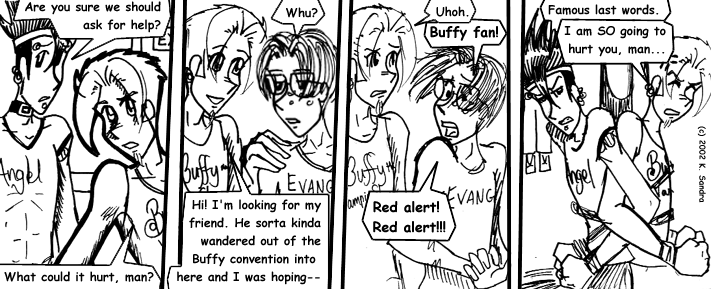 Are you sure we should
ask for help?
Angel
What could it hurt, man?
Whu?
Buffy
EVANG
Hi! I'm looking for my
friend. He sorta kinda
wandered out of the
Buffy convention into
here and I was hoping--
Uhoh.
Buffy fan!
Buffy
EVANG
Red alert!
Red alert!!!
Famous last words.
I am SO going to
hurt you, man...
Angel
Bu
(c) 2002 K. Sandra